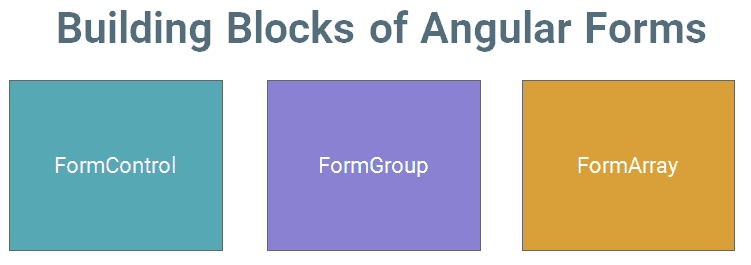 Building Blocks of Angular Forms
FormControl
FormGroup
FormArray